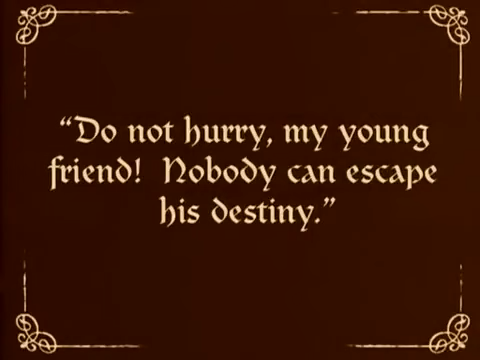 “Do not hurry, my young
friend! Nobody can escape
his destiny.”